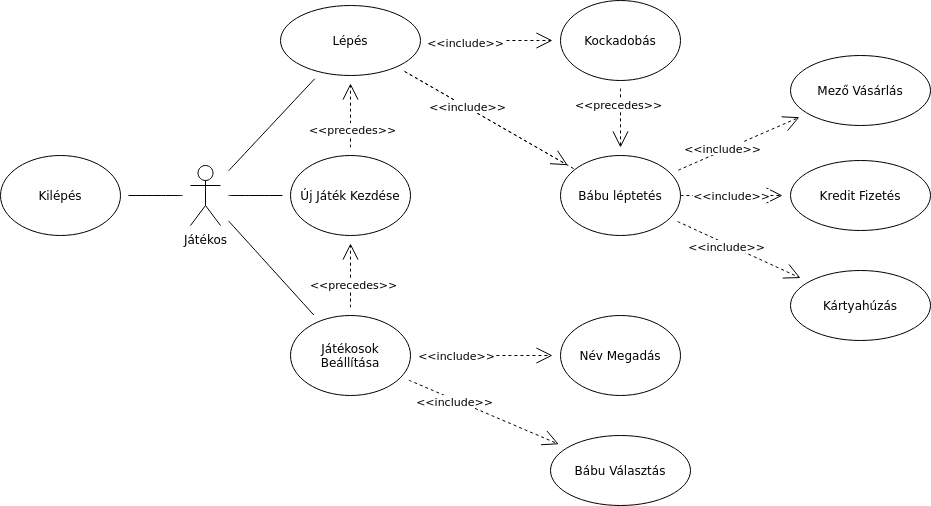 Lépés
<<include>>
Kockadobás
<<include>>
<<precedes>>
Mező Vásárlás
<<precedes>>
<<include>>
Kilépés
Játékos
Új Játék Kezdése
Bábu léptetés
<<include>>
Kredit Fizetés
<<include>>
<<precedes>>
Kártyahúzás
Játékosok
Beállítása
<<include>>
Név Megadás
<<include>>
Bábu Választás